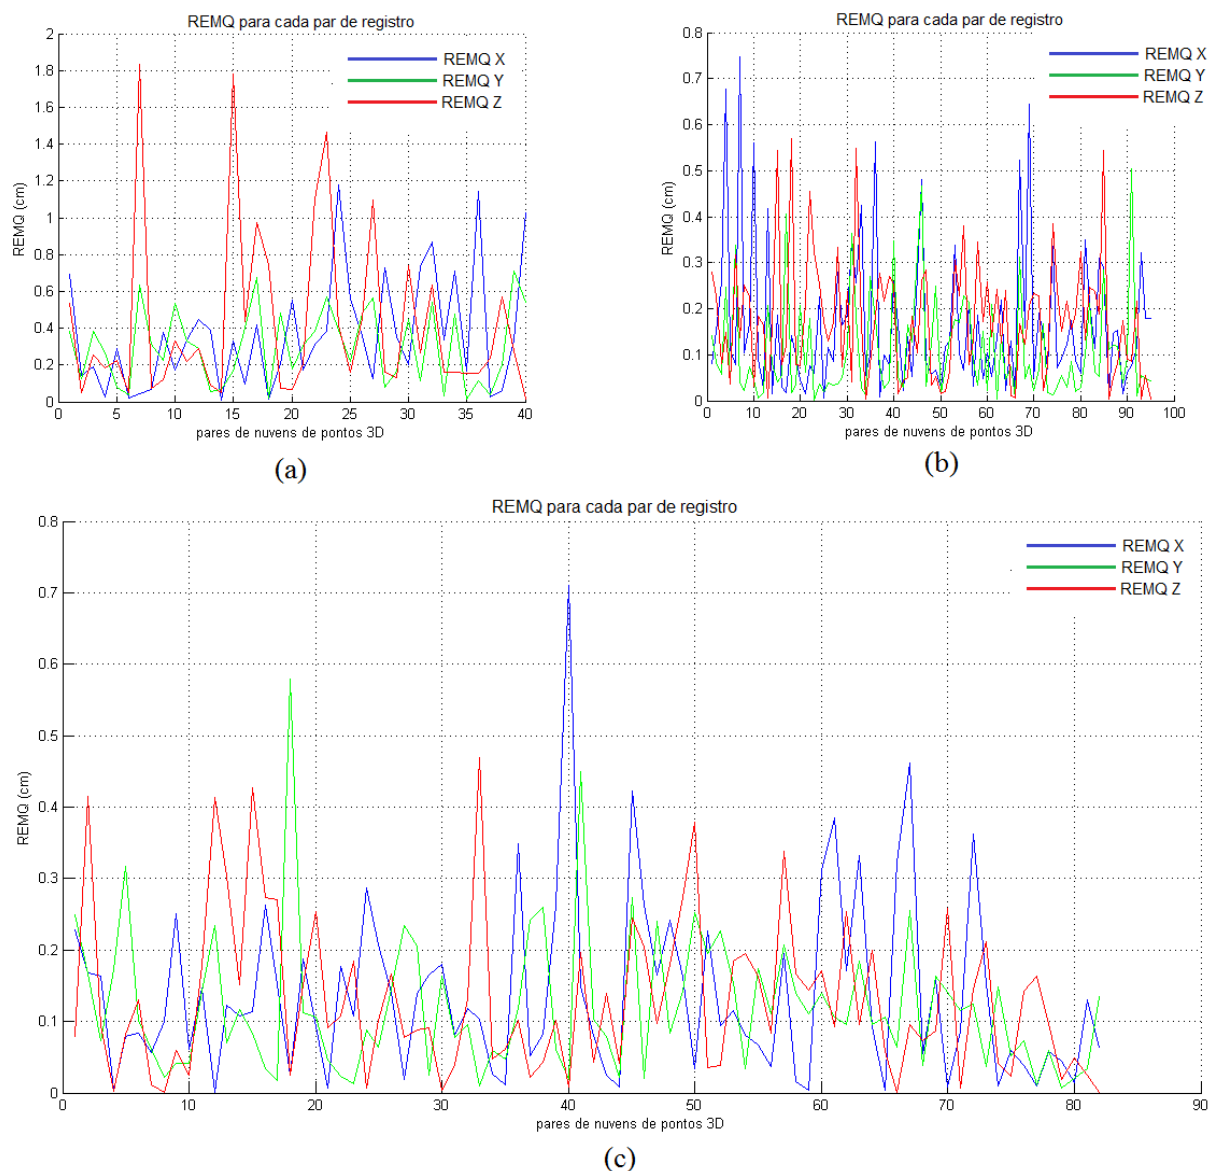 REMQ para cada par de registro
REMQ X
REMQ Y
REMQ Z
REMQ (cm)
2
1.8
1.6
1.4
1.2
1
0.8
0.6
0.4
0.2
0
0 5 10 15 20 25 30 35 40
pares de nuvens de pontos 3D
(a)
REMQ para cada par de registro
REMQ X
REMQ Y
REMQ Z
REMQ (cm)
0.8
0.7
0.6
0.5
0.4
0.3
0.2
0.1
0
0 10 20 30 40 50 60 70 80 90 100
pares de nuvens de pontos 3D
(b)
REMQ para cada par de registro
REMQ X
REMQ Y
REMQ Z
REMQ (cm)
0.8
0.7
0.6
0.5
0.4
0.3
0.2
0.1
0
0 10 20 30 40 50 60 70 80 90
pares de nuvens de pontos 3D
(c)